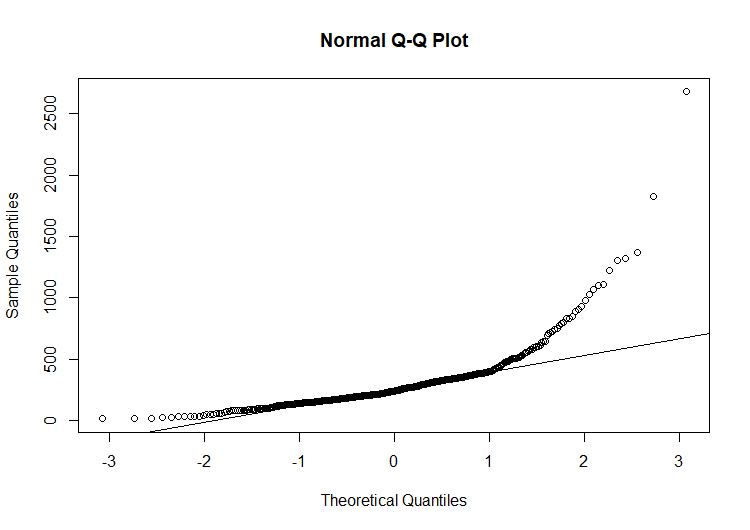 Normal Q-Q Plot
Sample Quantiles
2500
2000
1500
1000
500
0
-3 -2 -1 0 1 2 3
Theoretical Quantiles